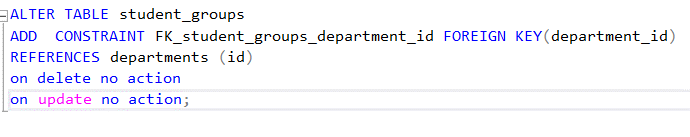 ALTER TABLE student_groups
ADD  CONSTRAINT FK_student_groups_department_id FOREIGN KEY(department_id)
REFERENCES departments (id)
on delete no action
on update no action;